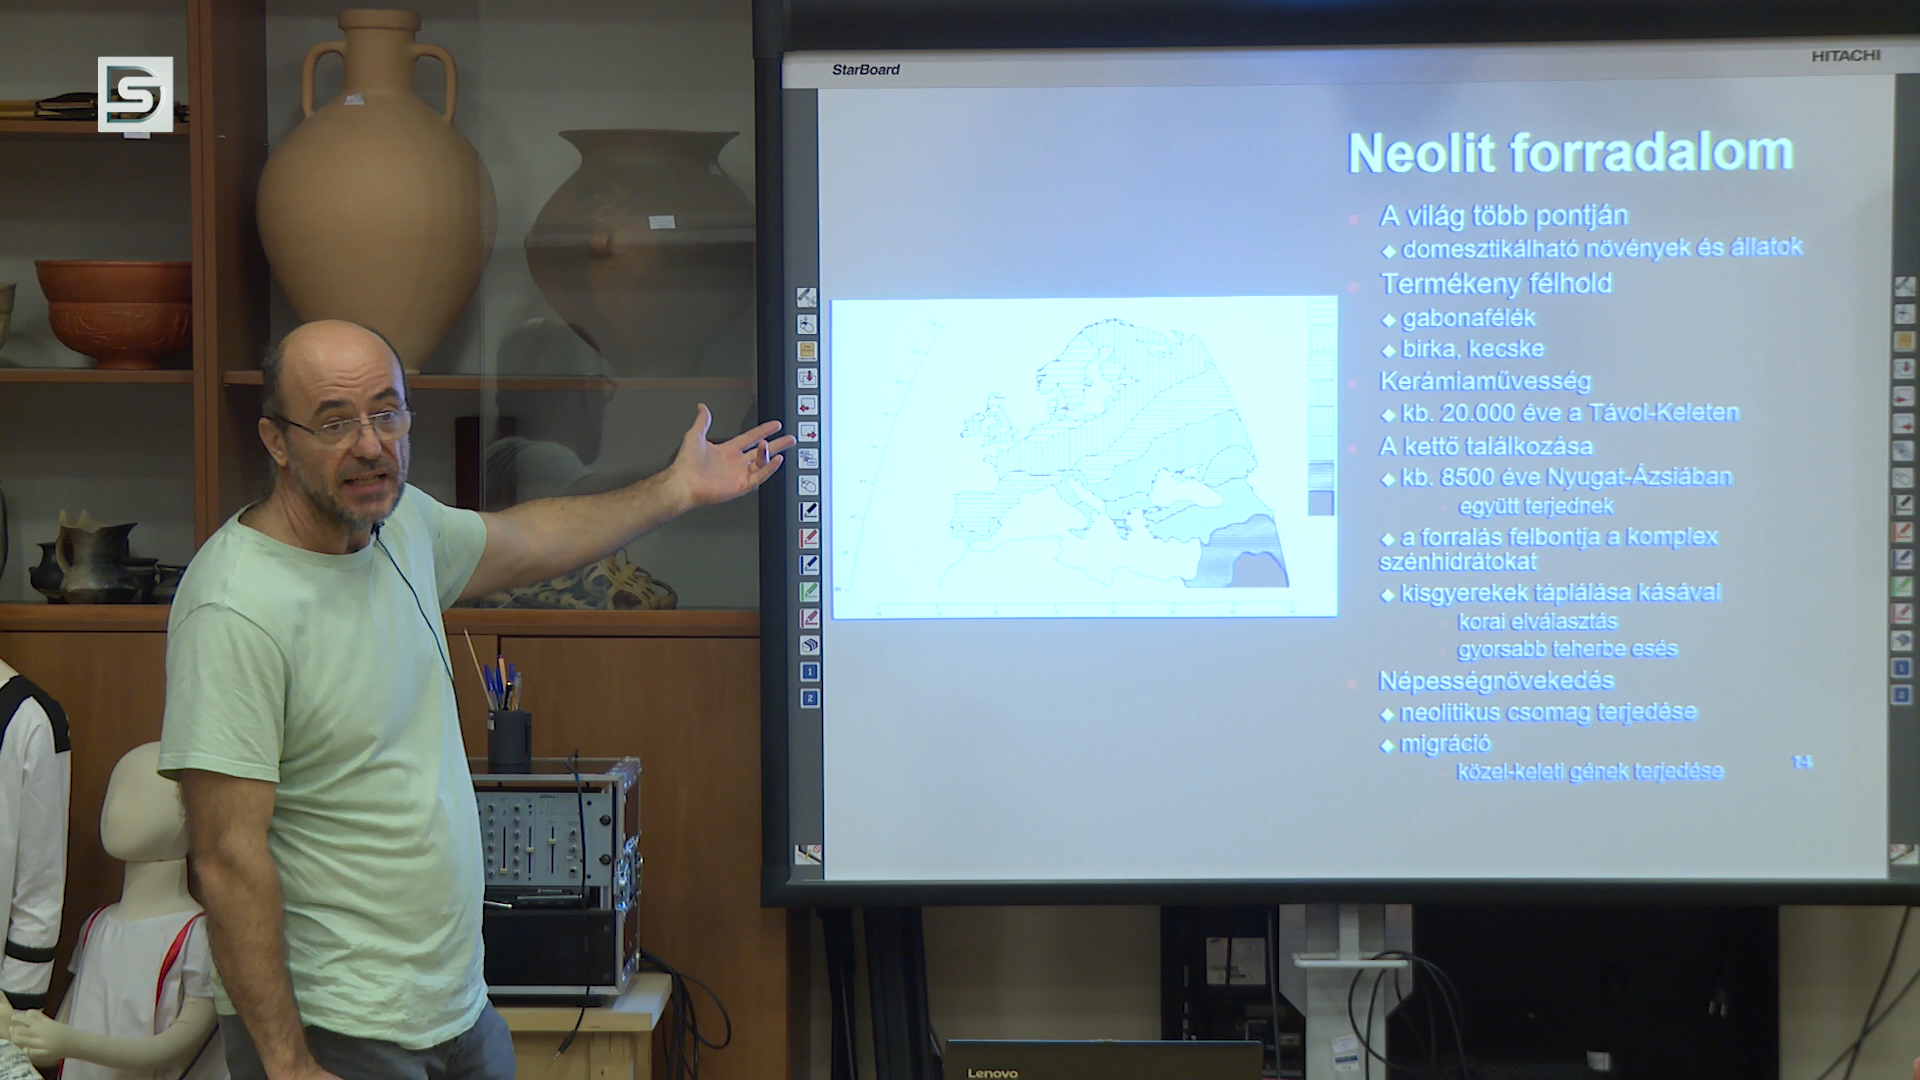 StarBoard
HITACHI
Neolit forradalom
A világ több pontján
domesztikálható növények és állatok
Termékeny félhold
gabonafélék
birka, kecske
Kerámiaművesség
kb. 20.000 éve a Távol-Keleten
A kettő találkozása
kb. 8500 éve Nyugat-Ázsiában
együtt terjednek
a forralás felbontja a komplex
szénhidrátokat
kisgyerekek táplálása kásával
korai elválasztás
gyorsabb teherbe esés
Népességnövekedés
neolitikus csomag terjedése
migráció
közel-keleti gének terjedése
14
1
2
Lenovo